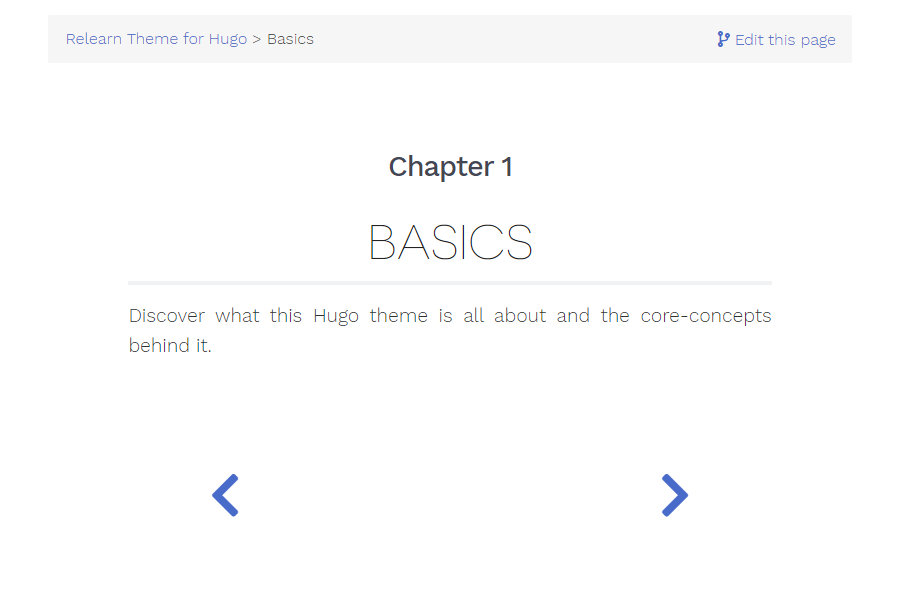 Relearn Theme for Hugo > Basics
Edit this page
Chapter 1
BASICS
Discover what this Hugo theme is all about and the core-concepts
behind it.